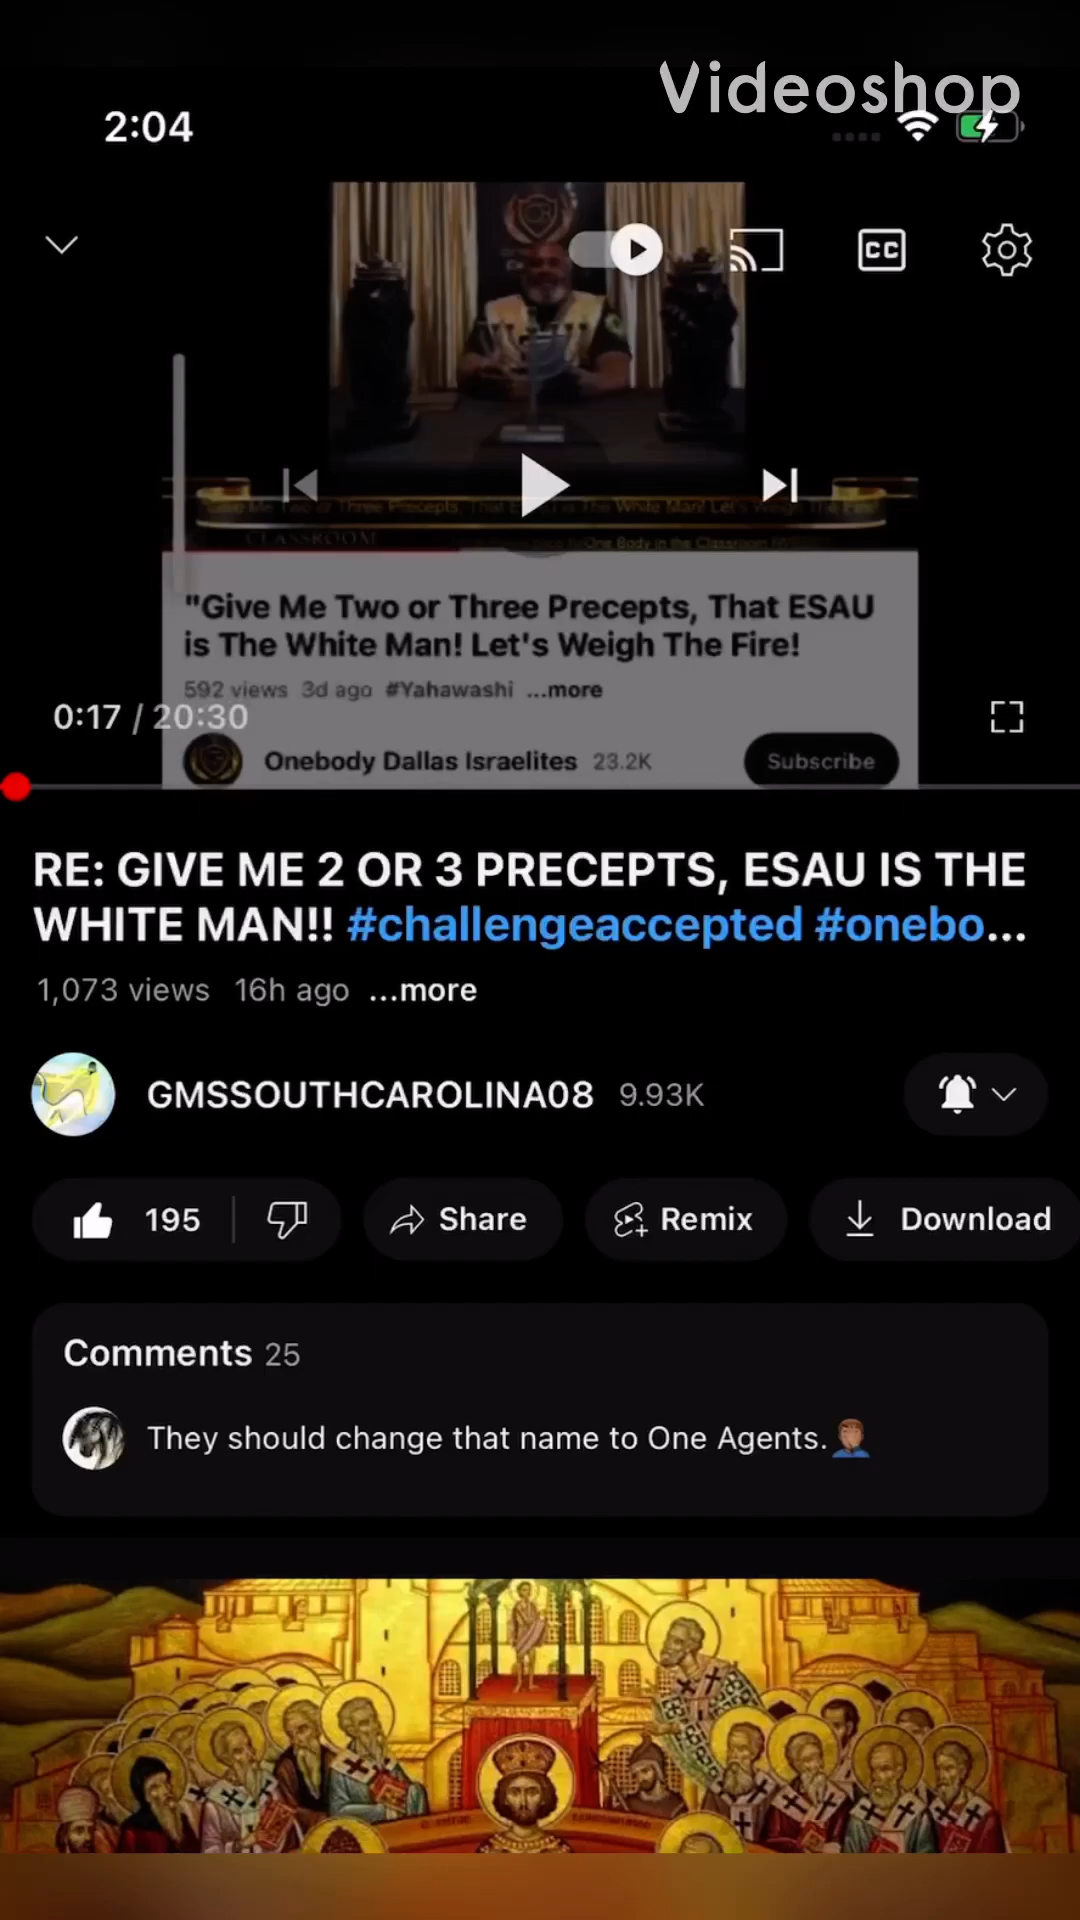 Videoshop
2:04
CC
CLASSROOM
"Give Me Two or Three Precepts, That ESAU
is The White Man! Let's Weigh The Fire!
592 views 3d ago #Yahawashi ...more
0:17 / 20:30
Onebody Dallas Israelites 23.2K
Subscribe
RE: GIVE ME 2 OR 3 PRECEPTS, ESAU IS THE
WHITE MAN!! #challengeaccepted #onebo...
1,073 views 16h ago ...more
GMSSOUTHCAROLINA08 9.93K
195
Share
Remix
Download
Comments 25
They should change that name to One Agents.🤦🏾‍♂️